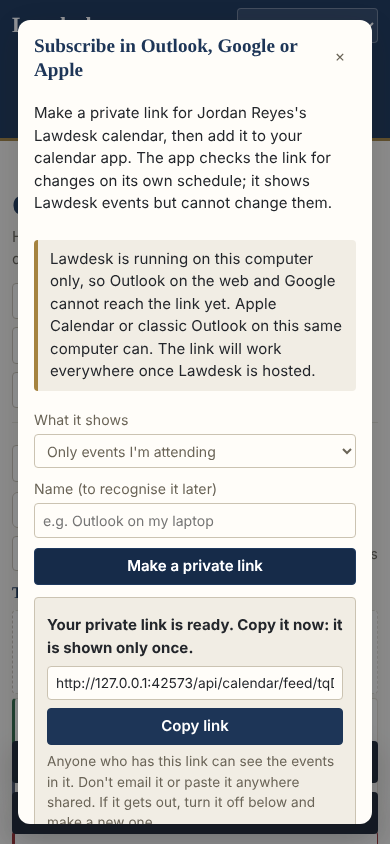 Subscribe in Outlook, Google or
Apple
×
Make a private link for Jordan Reyes's
Lawdesk calendar, then add it to your
calendar app. The app checks the link for
changes on its own schedule; it shows
Lawdesk events but cannot change them.
Lawdesk is running on this computer
only, so Outlook on the web and Google
cannot reach the link yet. Apple
Calendar or classic Outlook on this same
computer can. The link will work
everywhere once Lawdesk is hosted.
What it shows
Only events I'm attending
Name (to recognise it later)
e.g. Outlook on my laptop
Make a private link
Your private link is ready. Copy it now: it
is shown only once.
http://127.0.0.1:42573/api/calendar/feed/tq
Copy link
Anyone who has this link can see the events
in it. Don't email it or paste it anywhere
shared. If it gets out, turn it off below and
make a new one.